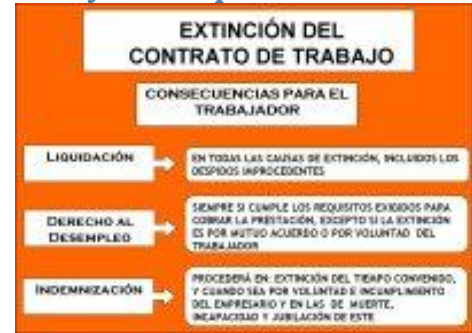 EXTINCIÓN DEL
CONTRATO DE TRABAJO
CONSECUENCIAS PARA EL
TRABAJADOR
LIQUIDACIÓN
EN TODAS LAS CAUSAS DE EXTINCIÓN, INCLUIDOS LOS
DESPIDOS IMPROCEDENTES
DERECHO AL
DESEMPLEO
SIEMPRE SI CUMPLE LOS REQUISITOS EXIGIDOS PARA
COBRAR LA PRESTACIÓN, EXCEPTO SI LA EXTINCIÓN
ES POR MUTUO ACUERDO O POR VOLUNTAD DEL
TRABAJADOR
INDEMNIZACIÓN
PROCEDERÁ EN: EXTINCIÓN DEL TIEMPO CONVENIDO,
Y CUANDO SEA POR VOLUNTAD E INCUMPLIMIENTO
DEL EMPRESARIO Y EN LAS DE MUERTE,
INCAPACIDAD Y JUBILACIÓN DE ESTE